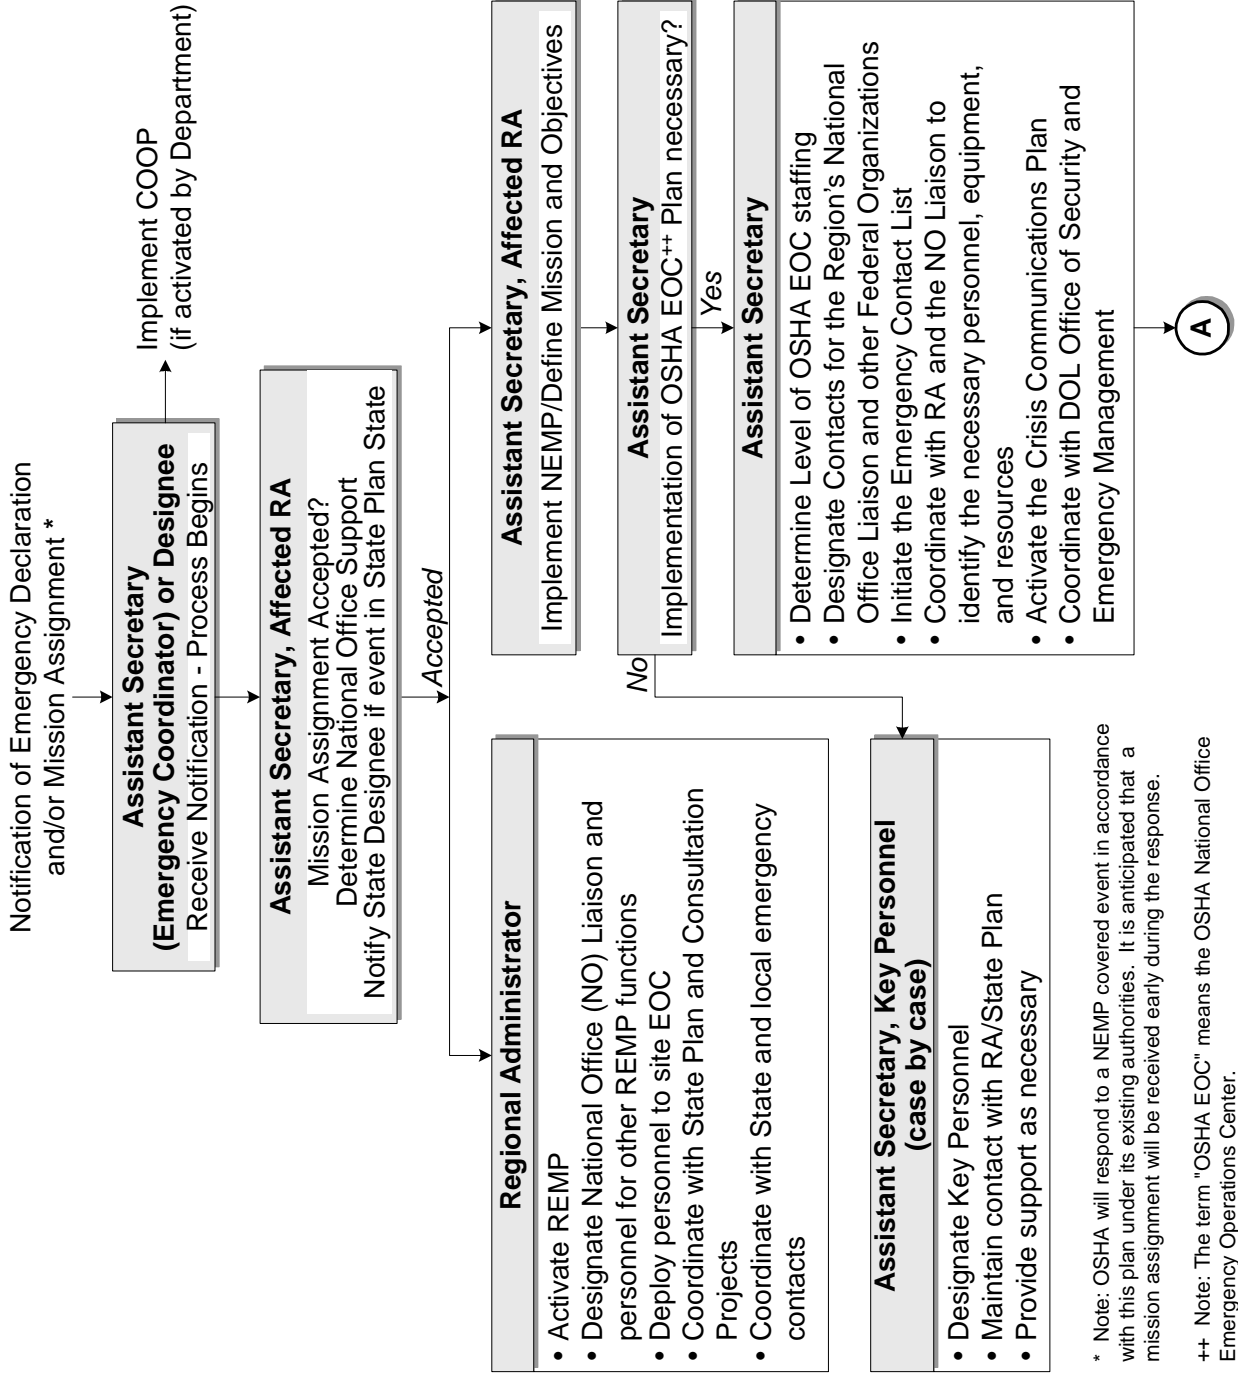 Notification of Emergency Declaration
and/or Mission Assignment *
Assistant Secretary
(Emergency Coordinator) or Designee
Receive Notification - Process Begins
Implement COOP
(if activated by Department)
Assistant Secretary, Affected RA
Mission Assignment Accepted?
Determine National Office Support
Notify State Designee if event in State Plan State
Accepted
Regional Administrator
• Activate REMP
• Designate National Office (NO) Liaison and
personnel for other REMP functions
• Deploy personnel to site EOC
• Coordinate with State Plan and Consultation
Projects
• Coordinate with State and local emergency
contacts
Assistant Secretary, Affected RA
Implement NEMP/Define Mission and Objectives
Assistant Secretary
Implementation of OSHA EOC++ Plan necessary?
No
Yes
Assistant Secretary, Key Personnel
(case by case)
• Designate Key Personnel
• Maintain contact with RA/State Plan
• Provide support as necessary
Assistant Secretary
• Determine Level of OSHA EOC staffing
• Designate Contacts for the Region's National
Office Liaison and other Federal Organizations
• Initiate the Emergency Contact List
• Coordinate with RA and the NO Liaison to
identify the necessary personnel, equipment,
and resources
• Activate the Crisis Communications Plan
• Coordinate with DOL Office of Security and
Emergency Management
A
* Note: OSHA will respond to a NEMP covered event in accordance
with this plan under its existing authorities. It is anticipated that a
mission assignment will be received early during the response.
++ Note: The term "OSHA EOC" means the OSHA National Office
Emergency Operations Center.